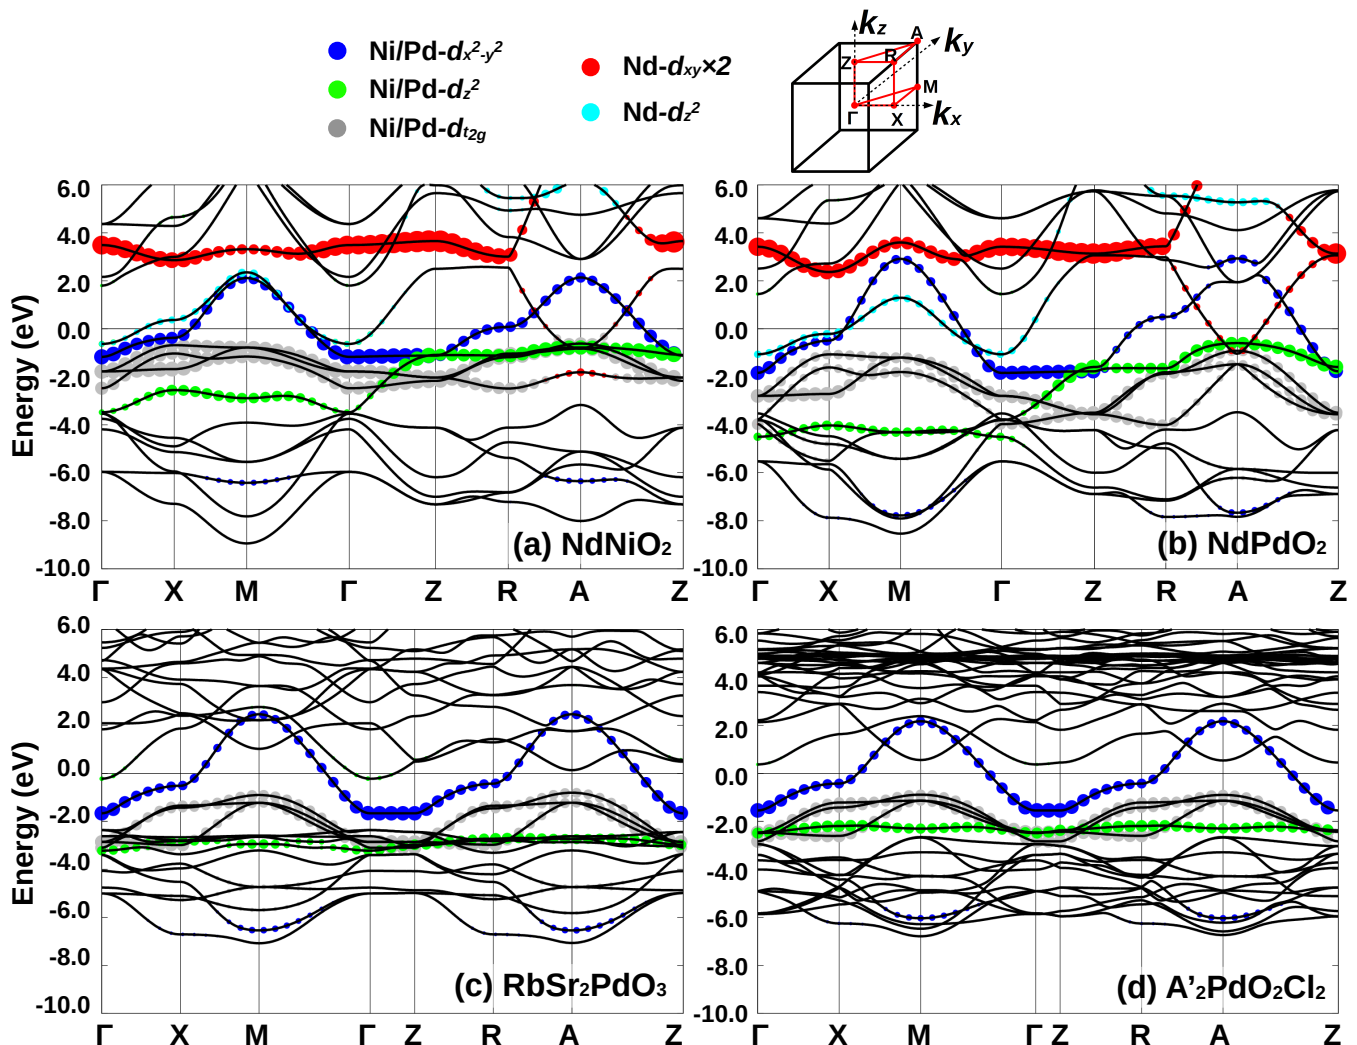 Ni/Pd-dx²-y²
Ni/Pd-dz²
Ni/Pd-dt2g
Nd-dxy×2
Nd-dz²
kz
A
ky
Z
R
M
Γ
X
kx
Energy (eV)
6.0
4.0
2.0
0.0
-2.0
-4.0
-6.0
-8.0
-10.0
(a) NdNiO₂
Γ X M Γ Z R A Z
6.0
4.0
2.0
0.0
-2.0
-4.0
-6.0
-8.0
-10.0
(b) NdPdO₂
Γ X M Γ Z R A Z
Energy (eV)
6.0
4.0
2.0
0.0
-2.0
-4.0
-6.0
-8.0
-10.0
(c) RbSr₂PdO₃
Γ X M Γ Z R A Z
6.0
4.0
2.0
0.0
-2.0
-4.0
-6.0
-8.0
-10.0
(d) A'₂PdO₂Cl₂
Γ X M Γ Z R A Z